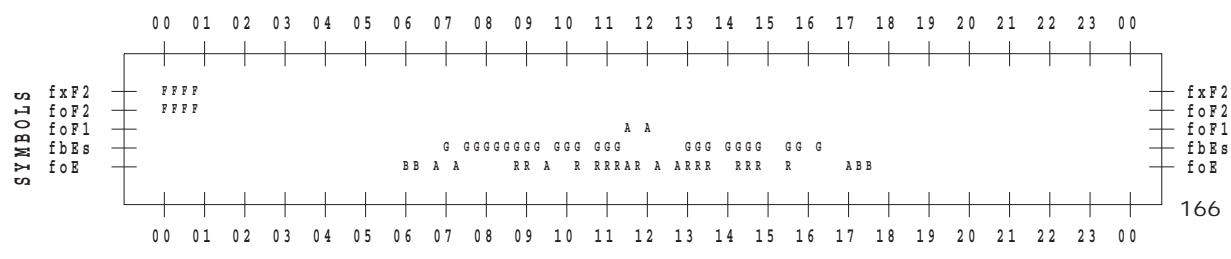 00 01 02 03 04 05 06 07 08 09 10 11 12 13 14 15 16 17 18 19 20 21 22 23 00
SYMBOLS
fxF2 FFFF fxF2
foF2 FFFF foF2
foF1 A A foF1
fbEs G GGGGGGGG GGG GGG GGG GGGG GG G fbEs
foE BB A A RR A R RRRAR A ARRR RRR R ABB foE
166
00 01 02 03 04 05 06 07 08 09 10 11 12 13 14 15 16 17 18 19 20 21 22 23 00